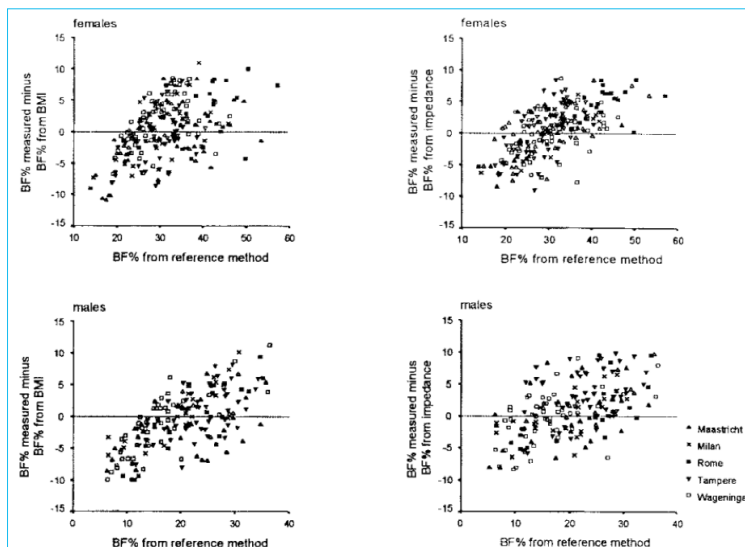 females
15
10
5
0
-5
-10
-15
10
20
30
40
50
60
BF% measured minus
BF% from BMI
BF% from reference method
females
15
10
5
0
-5
-10
-15
10
20
30
40
50
60
BF% measured minus
BF% from impedance
BF% from reference method
males
15
10
5
0
-5
-10
-15
0
10
20
30
40
BF% measured minus
BF% from BMI
BF% from reference method
males
15
10
5
0
-5
-10
-15
0
10
20
30
40
BF% measured minus
BF% from impedance
BF% from reference method
Maastricht
Milan
Rome
Tampere
Wageninge